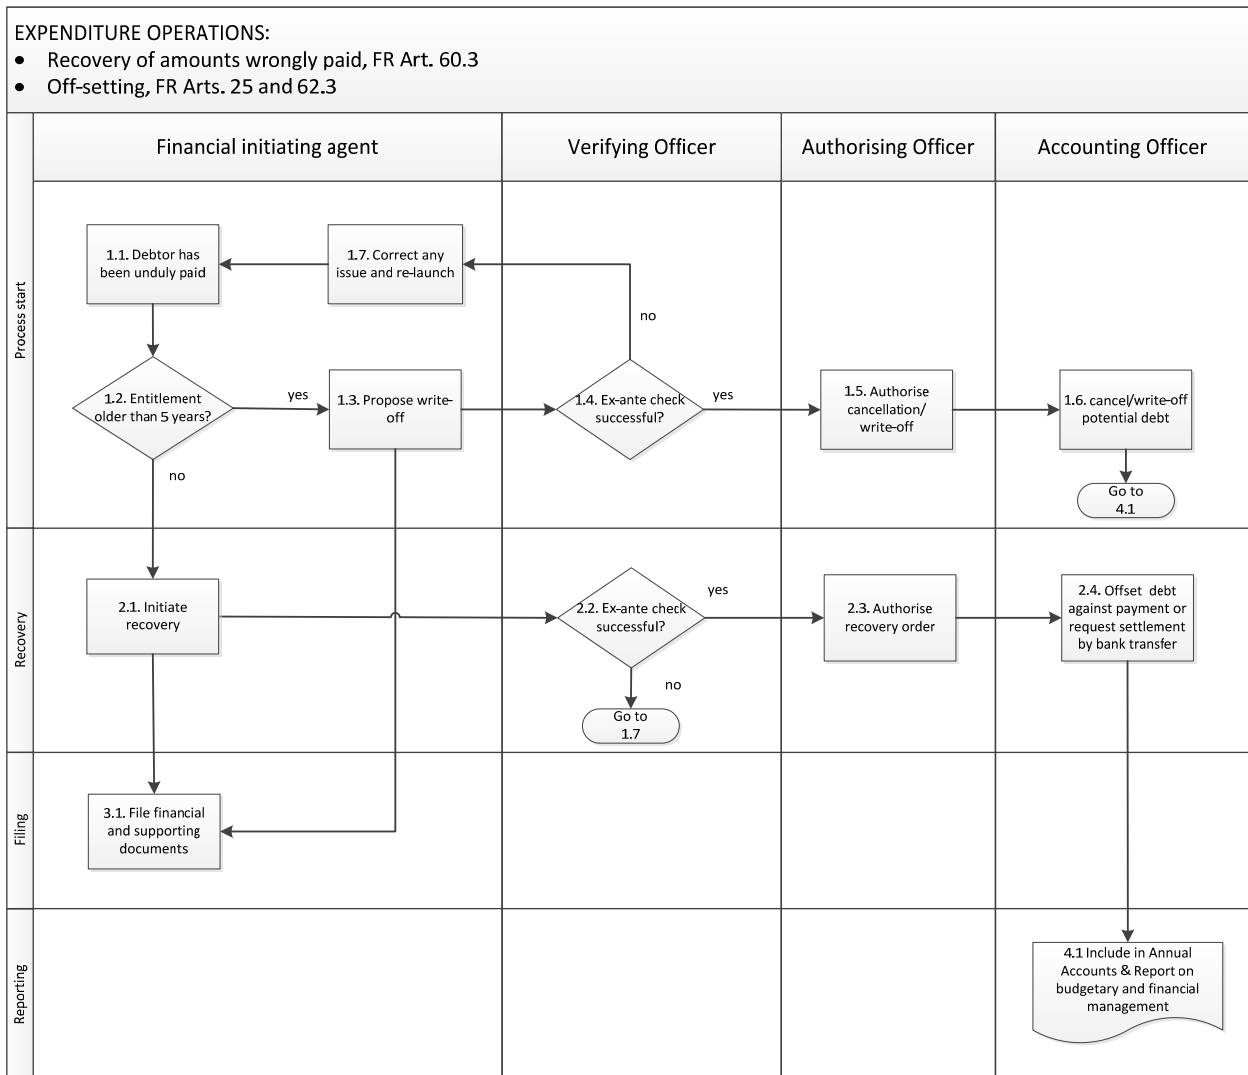 EXPENDITURE OPERATIONS:
• Recovery of amounts wrongly paid, FR Art. 60.3
• Off-setting, FR Arts. 25 and 62.3
Financial initiating agent
Verifying Officer
Authorising Officer
Accounting Officer
Process start
1.1. Debtor has
been unduly paid
1.7. Correct any
issue and re-launch
no
1.2. Entitlement
older than 5 years?
yes
1.3. Propose write-
off
1.4. Ex-ante check
successful?
yes
1.5. Authorise
cancellation/
write-off
1.6. cancel/write-off
potential debt
no
Go to
4.1
Recovery
2.1. Initiate
recovery
2.2. Ex-ante check
successful?
yes
2.3. Authorise
recovery order
2.4. Offset debt
against payment or
request settlement
by bank transfer
no
Go to
1.7
Filing
3.1. File financial
and supporting
documents
Reporting
4.1 Include in Annual
Accounts & Report on
budgetary and financial
management